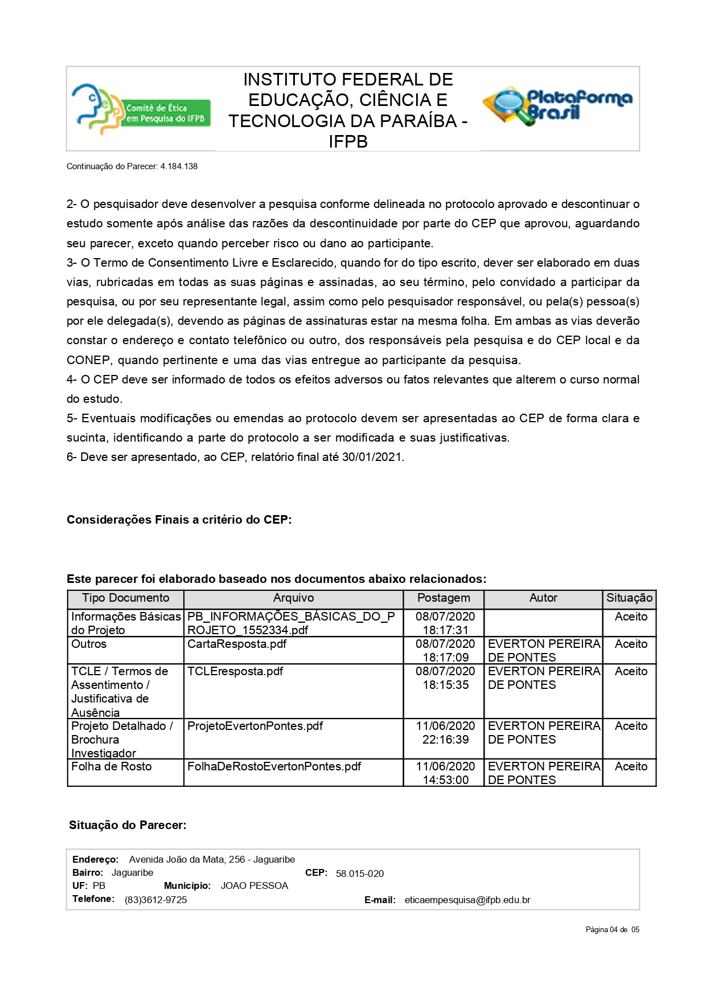 INSTITUTO FEDERAL DE
EDUCAÇÃO, CIÊNCIA E
TECNOLOGIA DA PARAÍBA -
IFPB
cep
Comitê de Ética
em Pesquisa do IFPB
PlataForma
Brasil
Continuação do Parecer: 4.184.138
2- O pesquisador deve desenvolver a pesquisa conforme delineada no protocolo aprovado e descontinuar o
estudo somente após análise das razões da descontinuidade por parte do CEP que aprovou, aguardando
seu parecer, exceto quando perceber risco ou dano ao participante.
3- O Termo de Consentimento Livre e Esclarecido, quando for do tipo escrito, dever ser elaborado em duas
vias, rubricadas em todas as suas páginas e assinadas, ao seu término, pelo convidado a participar da
pesquisa, ou por seu representante legal, assim como pelo pesquisador responsável, ou pela(s) pessoa(s)
por ele delegada(s), devendo as páginas de assinaturas estar na mesma folha. Em ambas as vias deverão
constar o endereço e contato telefônico ou outro, dos responsáveis pela pesquisa e do CEP local e da
CONEP, quando pertinente e uma das vias entregue ao participante da pesquisa.
4- O CEP deve ser informado de todos os efeitos adversos ou fatos relevantes que alterem o curso normal
do estudo.
5- Eventuais modificações ou emendas ao protocolo devem ser apresentadas ao CEP de forma clara e
sucinta, identificando a parte do protocolo a ser modificada e suas justificativas.
6- Deve ser apresentado, ao CEP, relatório final até 30/01/2021.
Considerações Finais a critério do CEP:
Este parecer foi elaborado baseado nos documentos abaixo relacionados:
Tipo Documento Arquivo Postagem Autor Situação
Informações Básicas PB_INFORMAÇÕES_BÁSICAS_DO_P 08/07/2020 Aceito
do Projeto ROJETO_1552334.pdf 18:17:31
Outros CartaResposta.pdf 08/07/2020 EVERTON PEREIRA Aceito
18:17:09 DE PONTES
TCLE / Termos de TCLEresposta.pdf 08/07/2020 EVERTON PEREIRA Aceito
Assentimento / 18:15:35 DE PONTES
Justificativa de
Ausência
Projeto Detalhado / ProjetoEvertonPontes.pdf 11/06/2020 EVERTON PEREIRA Aceito
Brochura 22:16:39 DE PONTES
Investigador
Folha de Rosto FolhaDeRostoEvertonPontes.pdf 11/06/2020 EVERTON PEREIRA Aceito
14:53:00 DE PONTES
Situação do Parecer:
Endereço: Avenida João da Mata, 256 - Jaguaribe
Bairro: Jaguaribe CEP: 58.015-020
UF: PB Município: JOAO PESSOA
Telefone: (83)3612-9725 E-mail: eticaempesquisa@ifpb.edu.br
Página 04 de 05